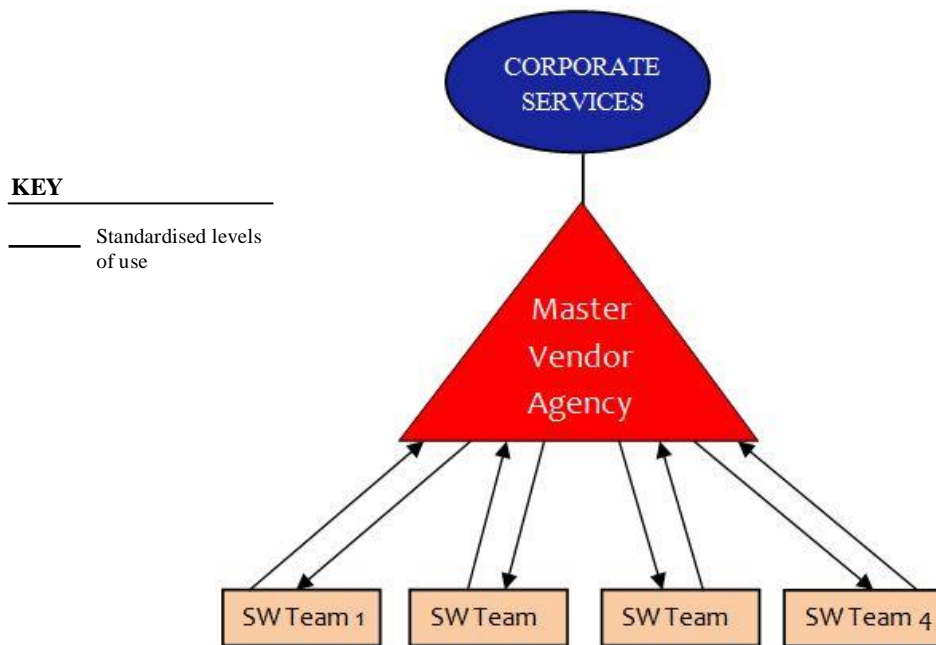 CORPORATE
SERVICES
KEY
Standardised levels
of use
Master
Vendor
Agency
SW Team 1
SW Team
SW Team
SW Team 4